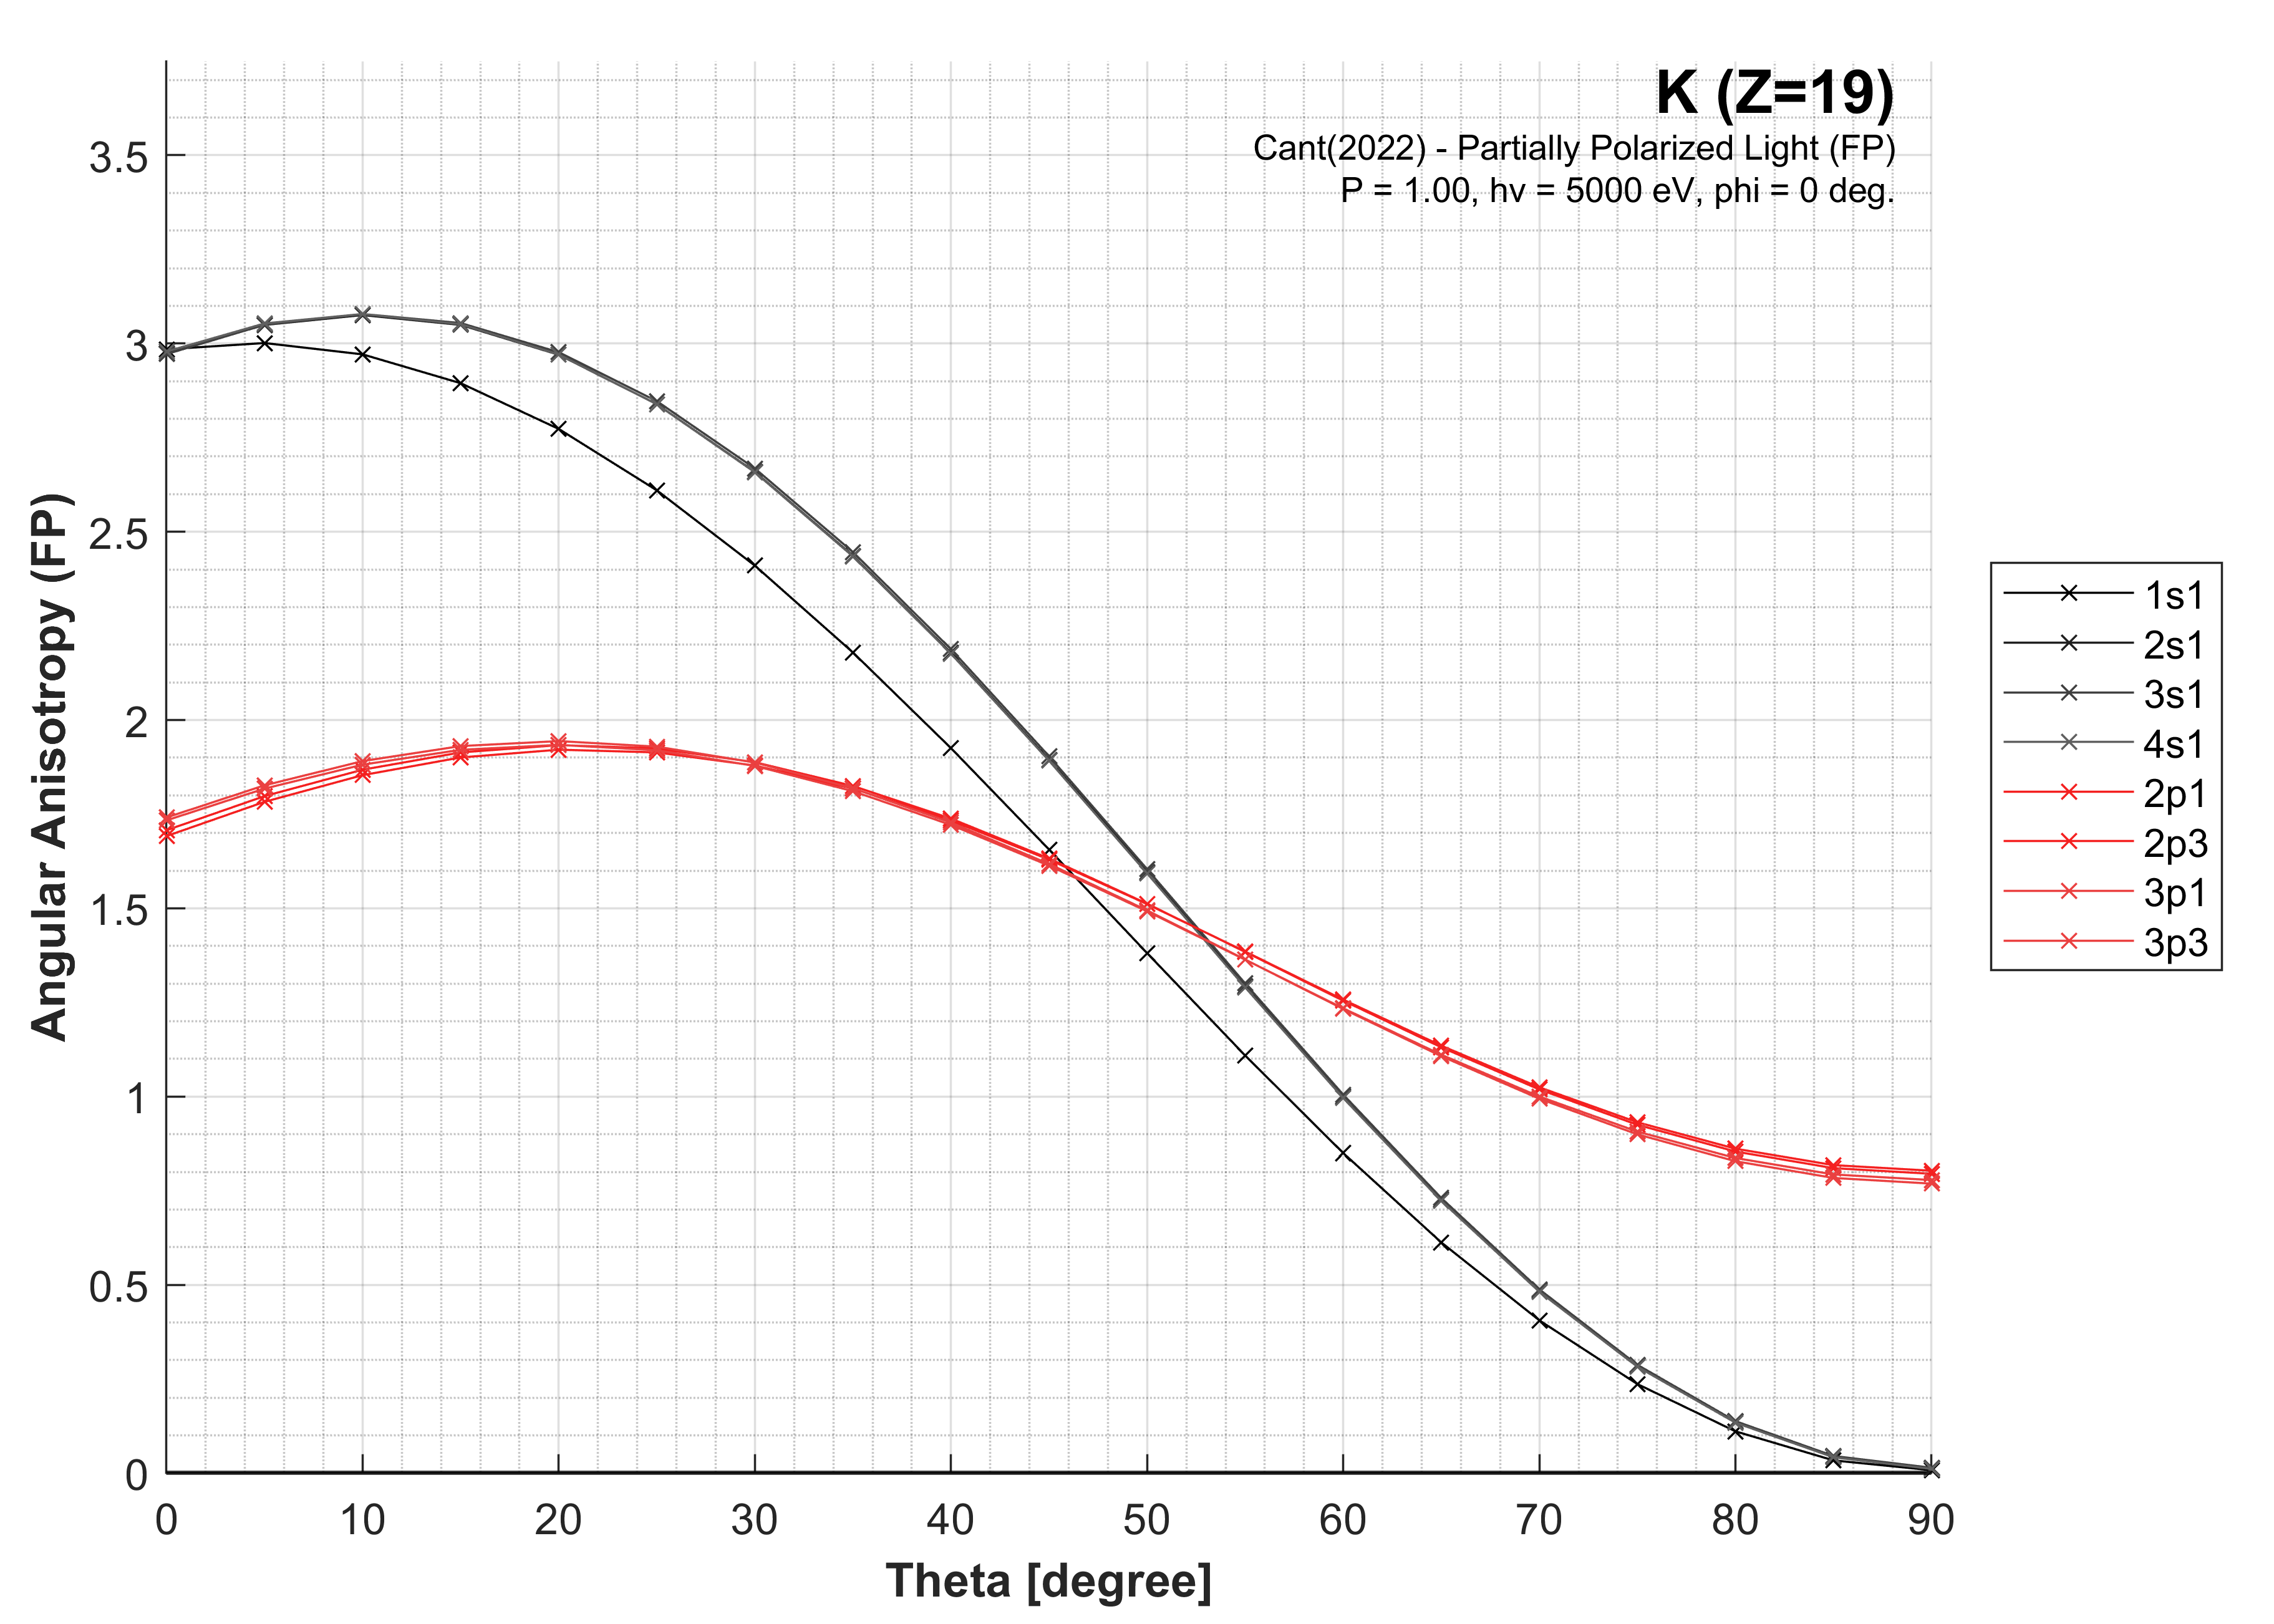 K (Z=19)
Cant(2022) - Partially Polarized Light (FP)
P = 1.00, hv = 5000 eV, phi = 0 deg.
Angular Anisotropy (FP)
3.5
3
2.5
2
1.5
1
0.5
0
0 10 20 30 40 50 60 70 80 90
Theta [degree]
1s1
2s1
3s1
4s1
2p1
2p3
3p1
3p3